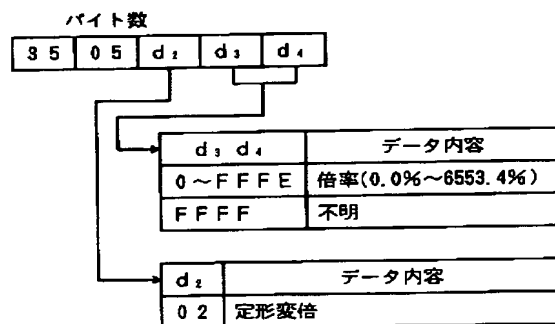 バイト数
35 05 d₂ d₃ d₄
d₃ d₄ データ内容
0～FFFE 倍率(0.0%～6553.4%)
FFFF 不明
d₂ データ内容
02 定形変倍